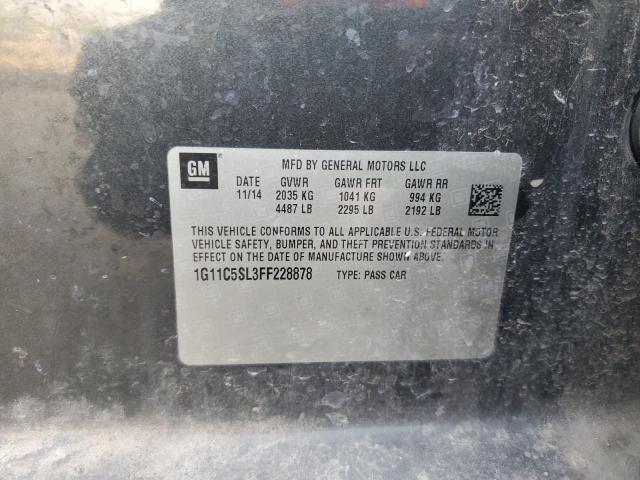 GM
MFD BY GENERAL MOTORS LLC
DATE GVWR GAWR FRT GAWR RR
11/14 2035 KG 1041 KG 994 KG
4487 LB 2295 LB 2192 LB
THIS VEHICLE CONFORMS TO ALL APPLICABLE U.S. FEDERAL MOTOR
VEHICLE SAFETY, BUMPER, AND THEFT PREVENTION STANDARDS IN
EFFECT ON THE DATE OF MANUFACTURE SHOWN ABOVE.
1G11C5SL3FF228878 TYPE: PASS CAR